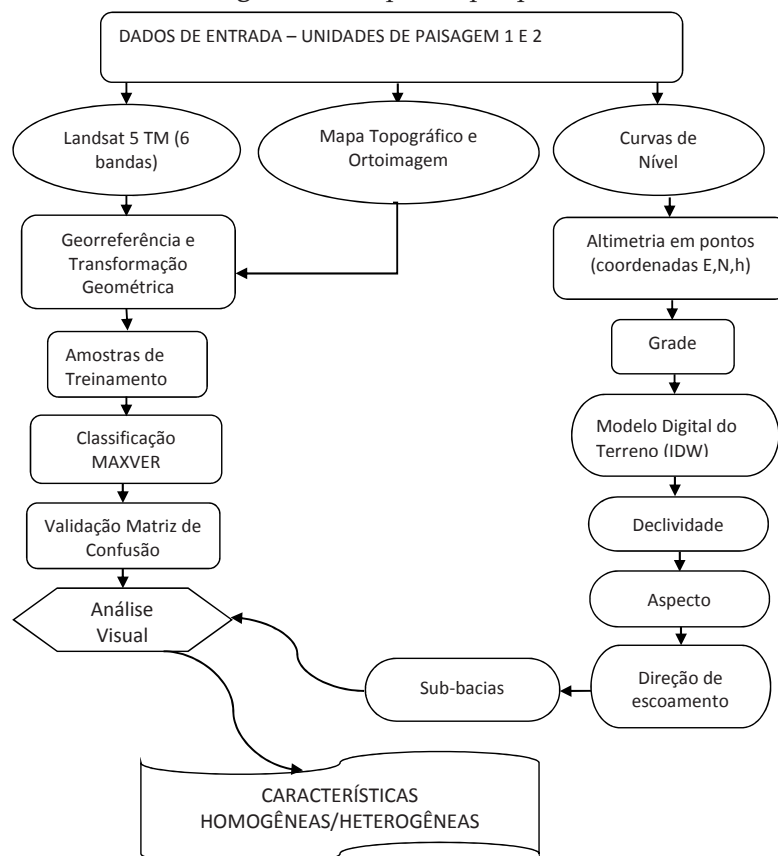 DADOS DE ENTRADA – UNIDADES DE PAISAGEM 1 E 2
Landsat 5 TM (6
bandas)
Mapa Topográfico e
Ortoimagem
Curvas de
Nível
Georreferência e
Transformação
Geométrica
Altimetria em pontos
(coordenadas E,N,h)
Amostras de
Treinamento
Grade
Classificação
MAXVER
Modelo Digital do
Terreno (IDW)
Validação Matriz de
Confusão
Declividade
Análise
Visual
Aspecto
Sub-bacias
Direção de
escoamento
CARACTERÍSTICAS
HOMOGÊNEAS/HETEROGÊNEAS